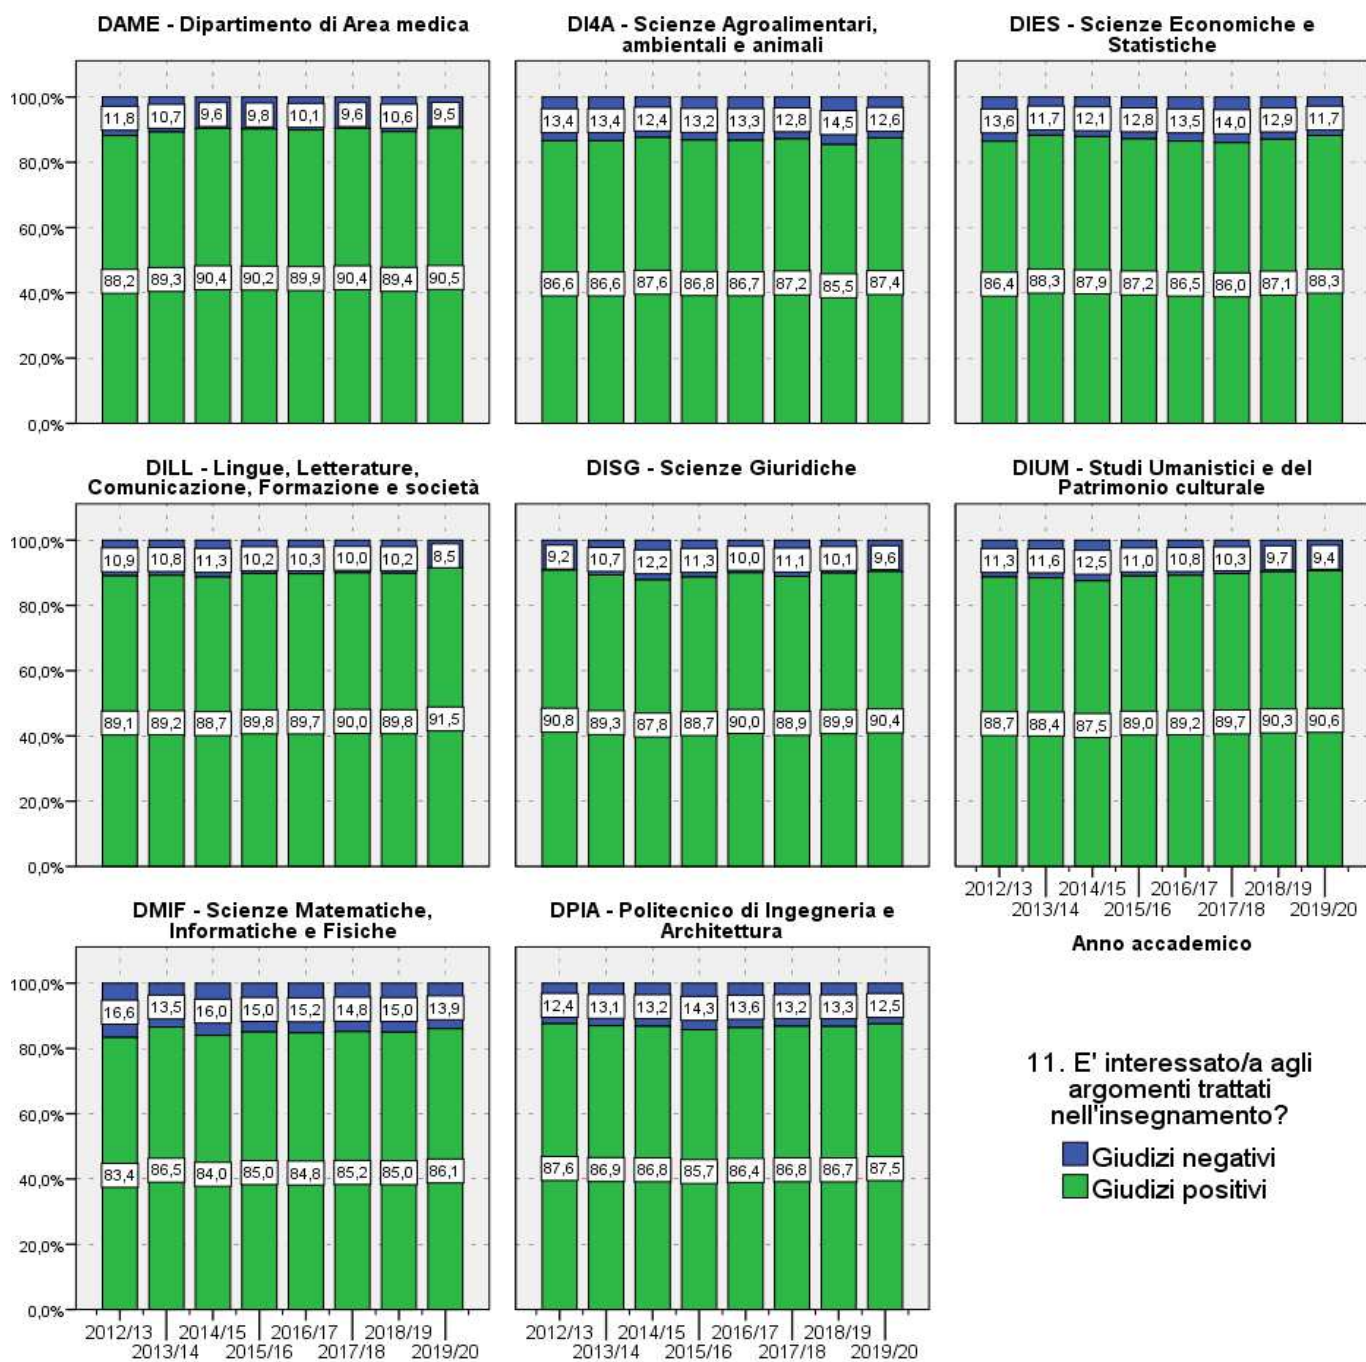 DAME - Dipartimento di Area medica
100,0%
80,0%
60,0%
40,0%
20,0%
0,0%
11,8 10,7 9,6 9,8 10,1 9,6 10,6 9,5
88,2 89,3 90,4 90,2 89,9 90,4 89,4 90,5
DI4A - Scienze Agroalimentari,
ambientali e animali
13,4 13,4 12,4 13,2 13,3 12,8 14,5 12,6
86,6 86,6 87,6 86,8 86,7 87,2 85,5 87,4
DIES - Scienze Economiche e
Statistiche
13,6 11,7 12,1 12,8 13,5 14,0 12,9 11,7
86,4 88,3 87,9 87,2 86,5 86,0 87,1 88,3
DILL - Lingue, Letterature,
Comunicazione, Formazione e società
100,0%
80,0%
60,0%
40,0%
20,0%
0,0%
10,9 10,8 11,3 10,2 10,3 10,0 10,2 8,5
89,1 89,2 88,7 89,8 89,7 90,0 89,8 91,5
DISG - Scienze Giuridiche
9,2 10,7 12,2 11,3 10,0 11,1 10,1 9,6
90,8 89,3 87,8 88,7 90,0 88,9 89,9 90,4
DIUM - Studi Umanistici e del
Patrimonio culturale
11,3 11,6 12,5 11,0 10,8 10,3 9,7 9,4
88,7 88,4 87,5 89,0 89,2 89,7 90,3 90,6
2012/13 2014/15 2016/17 2018/19
2013/14 2015/16 2017/18 2019/20
Anno accademico
DMIF - Scienze Matematiche,
Informatiche e Fisiche
100,0%
80,0%
60,0%
40,0%
20,0%
0,0%
16,6 13,5 16,0 15,0 15,2 14,8 15,0 13,9
83,4 86,5 84,0 85,0 84,8 85,2 85,0 86,1
2012/13 2014/15 2016/17 2018/19
2013/14 2015/16 2017/18 2019/20
DPIA - Politecnico di Ingegneria e
Architettura
12,4 13,1 13,2 14,3 13,6 13,2 13,3 12,5
87,6 86,9 86,8 85,7 86,4 86,8 86,7 87,5
2012/13 2014/15 2016/17 2018/19
2013/14 2015/16 2017/18 2019/20
11. E' interessato/a agli
argomenti trattati
nell'insegnamento?
Giudizi negativi
Giudizi positivi